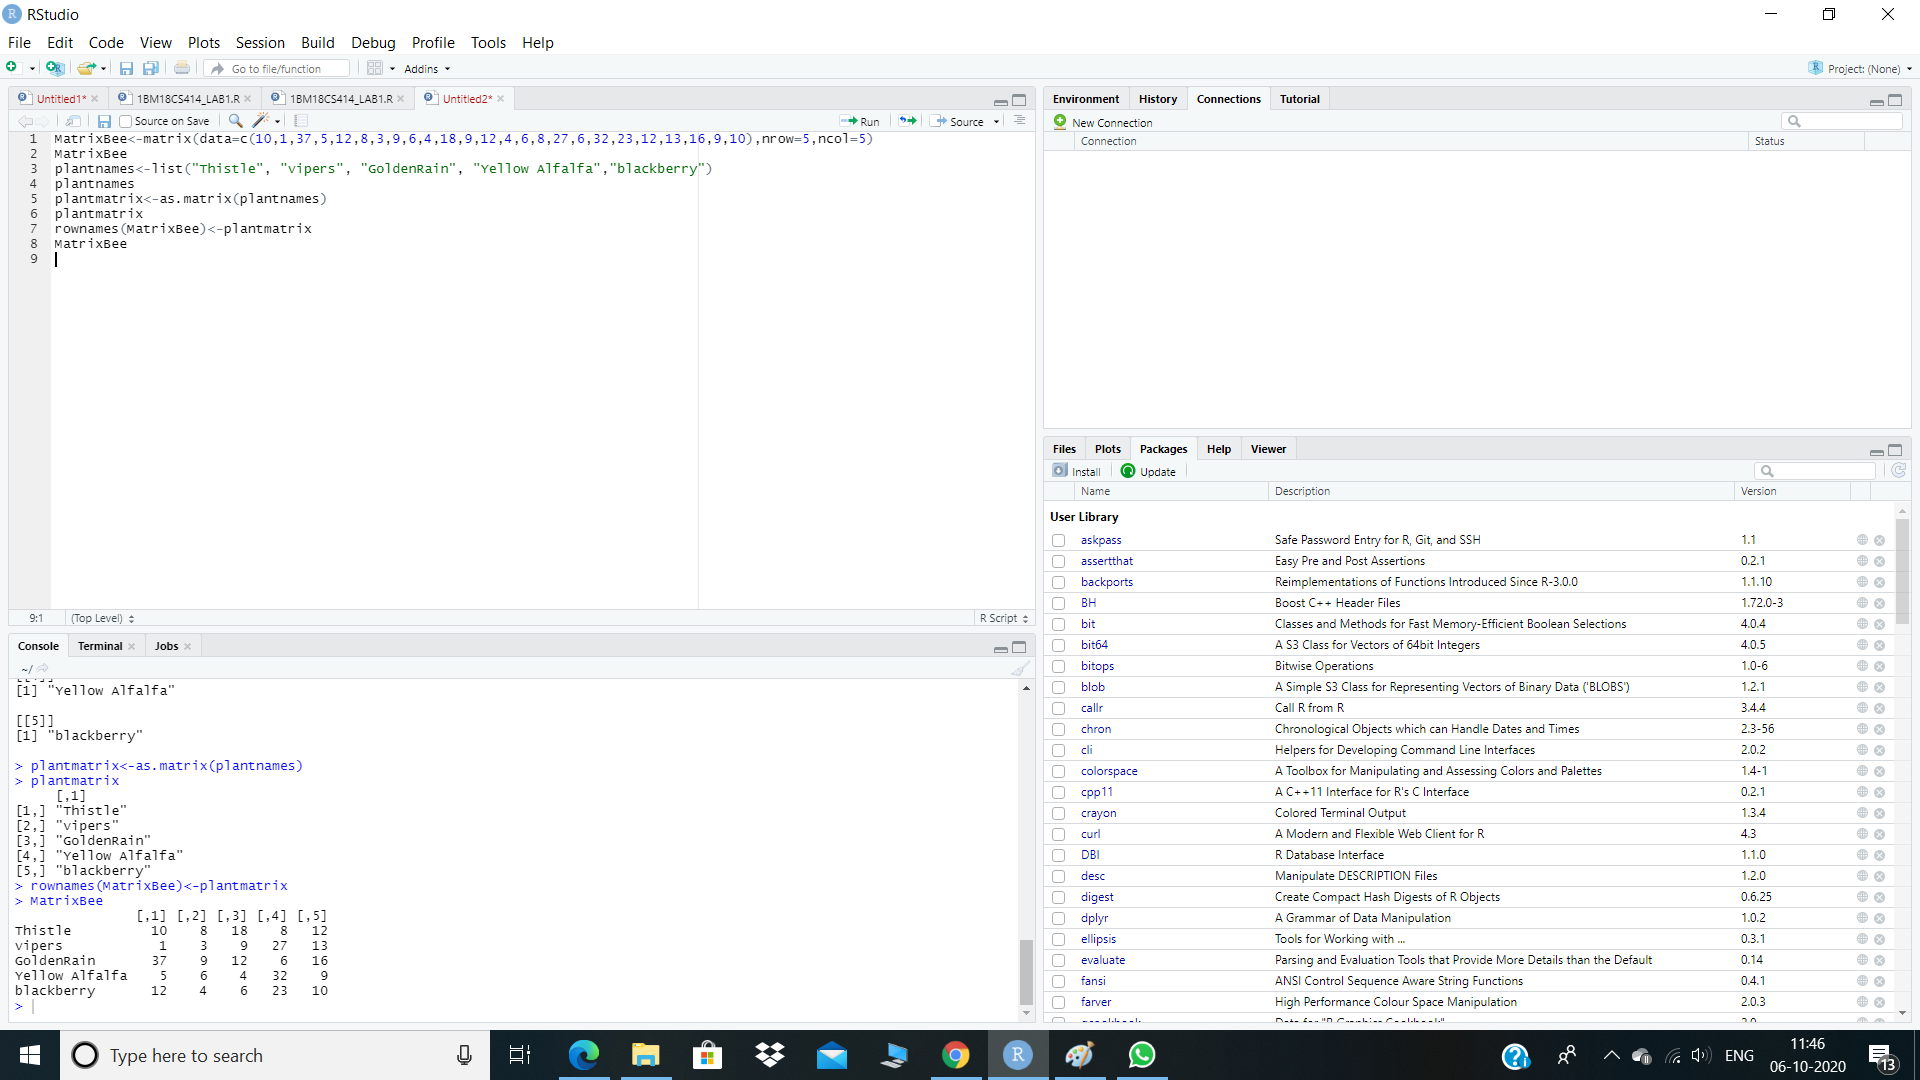 RStudio
File Edit Code View Plots Session Build Debug Profile Tools Help
Go to file/function Addins Project: (None)
Untitled1* 1BM18CS414_LAB1.R 1BM18CS414_LAB1.R Untitled2*
Source on Save Run Source
1 MatrixBee<-matrix(data=c(10,1,37,5,12,8,3,9,6,4,18,9,12,4,6,8,27,6,32,23,12,13,16,9,10),nrow=5,ncol=5)
2 MatrixBee
3 plantnames<-list("Thistle", "vipers", "GoldenRain", "Yellow Alfalfa","blackberry")
4 plantnames
5 plantmatrix<-as.matrix(plantnames)
6 plantmatrix
7 rownames(MatrixBee)<-plantmatrix
8 MatrixBee
9
9:1 (Top Level) R Script
Console Terminal Jobs
~/
[1] "Yellow Alfalfa"
[[5]]
[1] "blackberry"
> plantmatrix<-as.matrix(plantnames)
> plantmatrix
[,1]
[1,] "Thistle"
[2,] "vipers"
[3,] "GoldenRain"
[4,] "Yellow Alfalfa"
[5,] "blackberry"
> rownames(MatrixBee)<-plantmatrix
> MatrixBee
[,1] [,2] [,3] [,4] [,5]
Thistle 10 8 18 8 12
vipers 1 3 9 27 13
GoldenRain 37 9 12 6 16
Yellow Alfalfa 5 6 4 32 9
blackberry 12 4 6 23 10
>
Environment History Connections Tutorial
New Connection
Connection Status
Files Plots Packages Help Viewer
Install Update
Name Description Version
User Library
askpass Safe Password Entry for R, Git, and SSH 1.1
assertthat Easy Pre and Post Assertions 0.2.1
backports Reimplementations of Functions Introduced Since R-3.0.0 1.1.10
BH Boost C++ Header Files 1.72.0-3
bit Classes and Methods for Fast Memory-Efficient Boolean Selections 4.0.4
bit64 A S3 Class for Vectors of 64bit Integers 4.0.5
bitops Bitwise Operations 1.0-6
blob A Simple S3 Class for Representing Vectors of Binary Data ('BLOBS') 1.2.1
callr Call R from R 3.4.4
chron Chronological Objects which can Handle Dates and Times 2.3-56
cli Helpers for Developing Command Line Interfaces 2.0.2
colorspace A Toolbox for Manipulating and Assessing Colors and Palettes 1.4-1
cpp11 A C++11 Interface for R's C Interface 0.2.1
crayon Colored Terminal Output 1.3.4
curl A Modern and Flexible Web Client for R 4.3
DBI R Database Interface 1.1.0
desc Manipulate DESCRIPTION Files 1.2.0
digest Create Compact Hash Digests of R Objects 0.6.25
dplyr A Grammar of Data Manipulation 1.0.2
ellipsis Tools for Working with ... 0.3.1
evaluate Parsing and Evaluation Tools that Provide More Details than the Default 0.14
fansi ANSI Control Sequence Aware String Functions 0.4.1
farver High Performance Colour Space Manipulation 2.0.3
Type here to search
ENG
11:46
06-10-2020
13